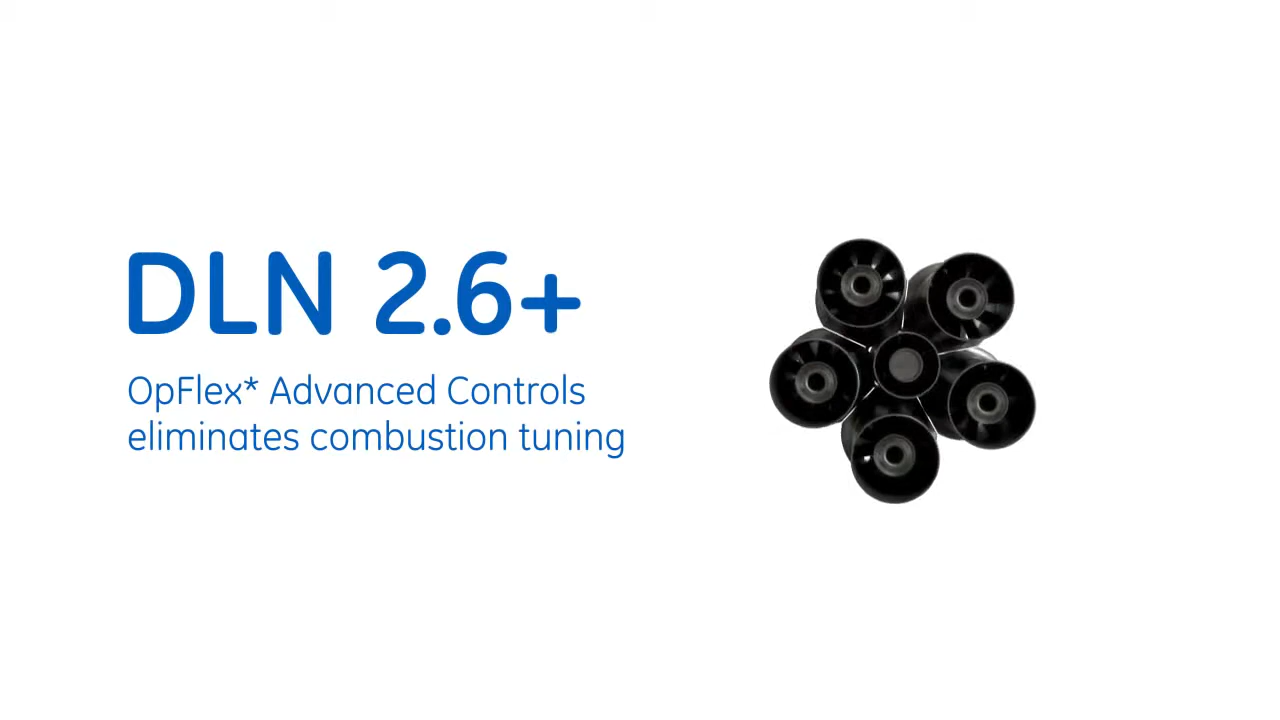 DLN 2.6+
OpFlex* Advanced Controls
eliminates combustion tuning